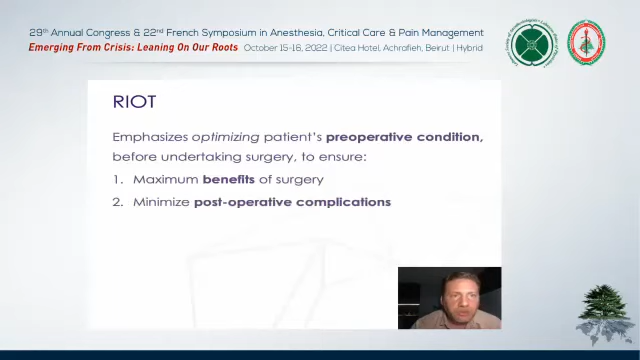 29th Annual Congress & 22nd French Symposium in Anesthesia, Critical Care & Pain Management
Emerging From Crisis: Leaning On Our Roots October 15-16, 2022 | Citea Hotel, Achrafieh, Beirut | Hybrid
RIOT
Emphasizes optimizing patient's preoperative condition,
before undertaking surgery, to ensure:
1. Maximum benefits of surgery
2. Minimize post-operative complications